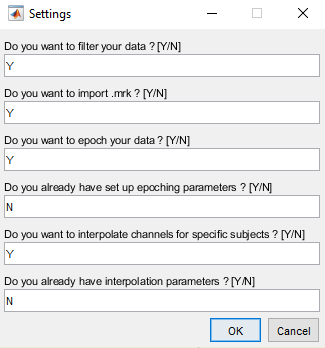 Settings
Do you want to filter your data ? [Y/N]
Y
Do you want to import .mrk ? [Y/N]
Y
Do you want to epoch your data ? [Y/N]
Y
Do you already have set up epoching parameters ? [Y/N]
N
Do you want to interpolate channels for specific subjects ? [Y/N]
Y
Do you already have interpolation parameters ? [Y/N]
N
OK Cancel